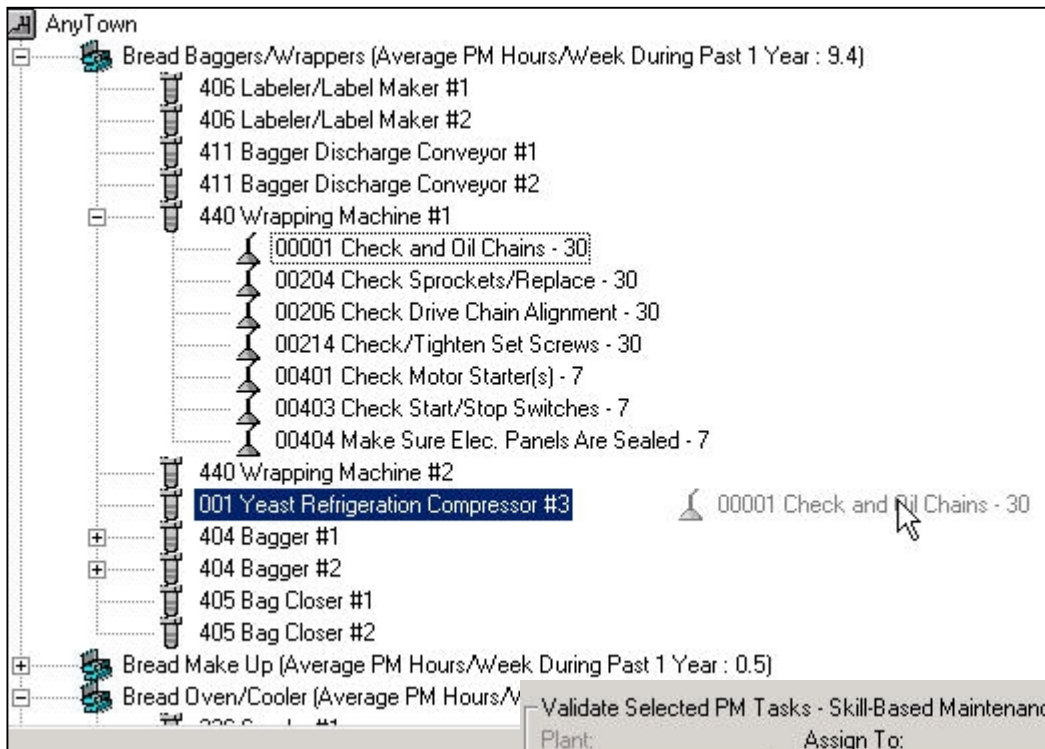 AnyTown
Bread Baggers/Wrappers (Average PM Hours/Week During Past 1 Year : 9.4)
406 Labeler/Label Maker #1
406 Labeler/Label Maker #2
411 Bagger Discharge Conveyor #1
411 Bagger Discharge Conveyor #2
440 Wrapping Machine #1
00001 Check and Oil Chains - 30
00204 Check Sprockets/Replace - 30
00206 Check Drive Chain Alignment - 30
00214 Check/Tighten Set Screws - 30
00401 Check Motor Starter(s) - 7
00403 Check Start/Stop Switches - 7
00404 Make Sure Elec. Panels Are Sealed - 7
440 Wrapping Machine #2
001 Yeast Refrigeration Compressor #3
00001 Check and Oil Chains - 30
404 Bagger #1
404 Bagger #2
405 Bag Closer #1
405 Bag Closer #2
Bread Make Up (Average PM Hours/Week During Past 1 Year : 0.5)
Bread Oven/Cooler (Average PM Hours/
Validate Selected PM Tasks - Skill-Based Maintenanc
Plant:
Assign To: